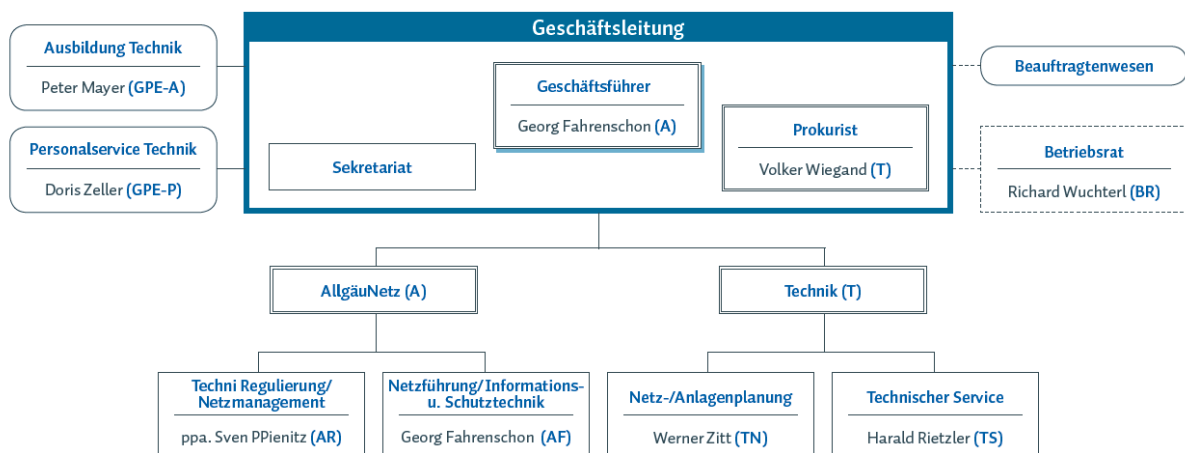 Geschäftsleitung
Ausbildung Technik
Peter Mayer (GPE-A)
Personalservice Technik
Doris Zeller (GPE-P)
Sekretariat
Geschäftsführer
Georg Fahrenschon (A)
Prokurist
Volker Wiegand (T)
Beauftragtenwesen
Betriebsrat
Richard Wuchterl (BR)
AllgäuNetz (A)
Technik (T)
Techni Regulierung/
Netzmanagement
ppa. Sven PPienitz (AR)
Netzführung/Informations-
u. Schutztechnik
Georg Fahrenschon (AF)
Netz-/Anlagenplanung
Werner Zitt (TN)
Technischer Service
Harald Rietzler (TS)